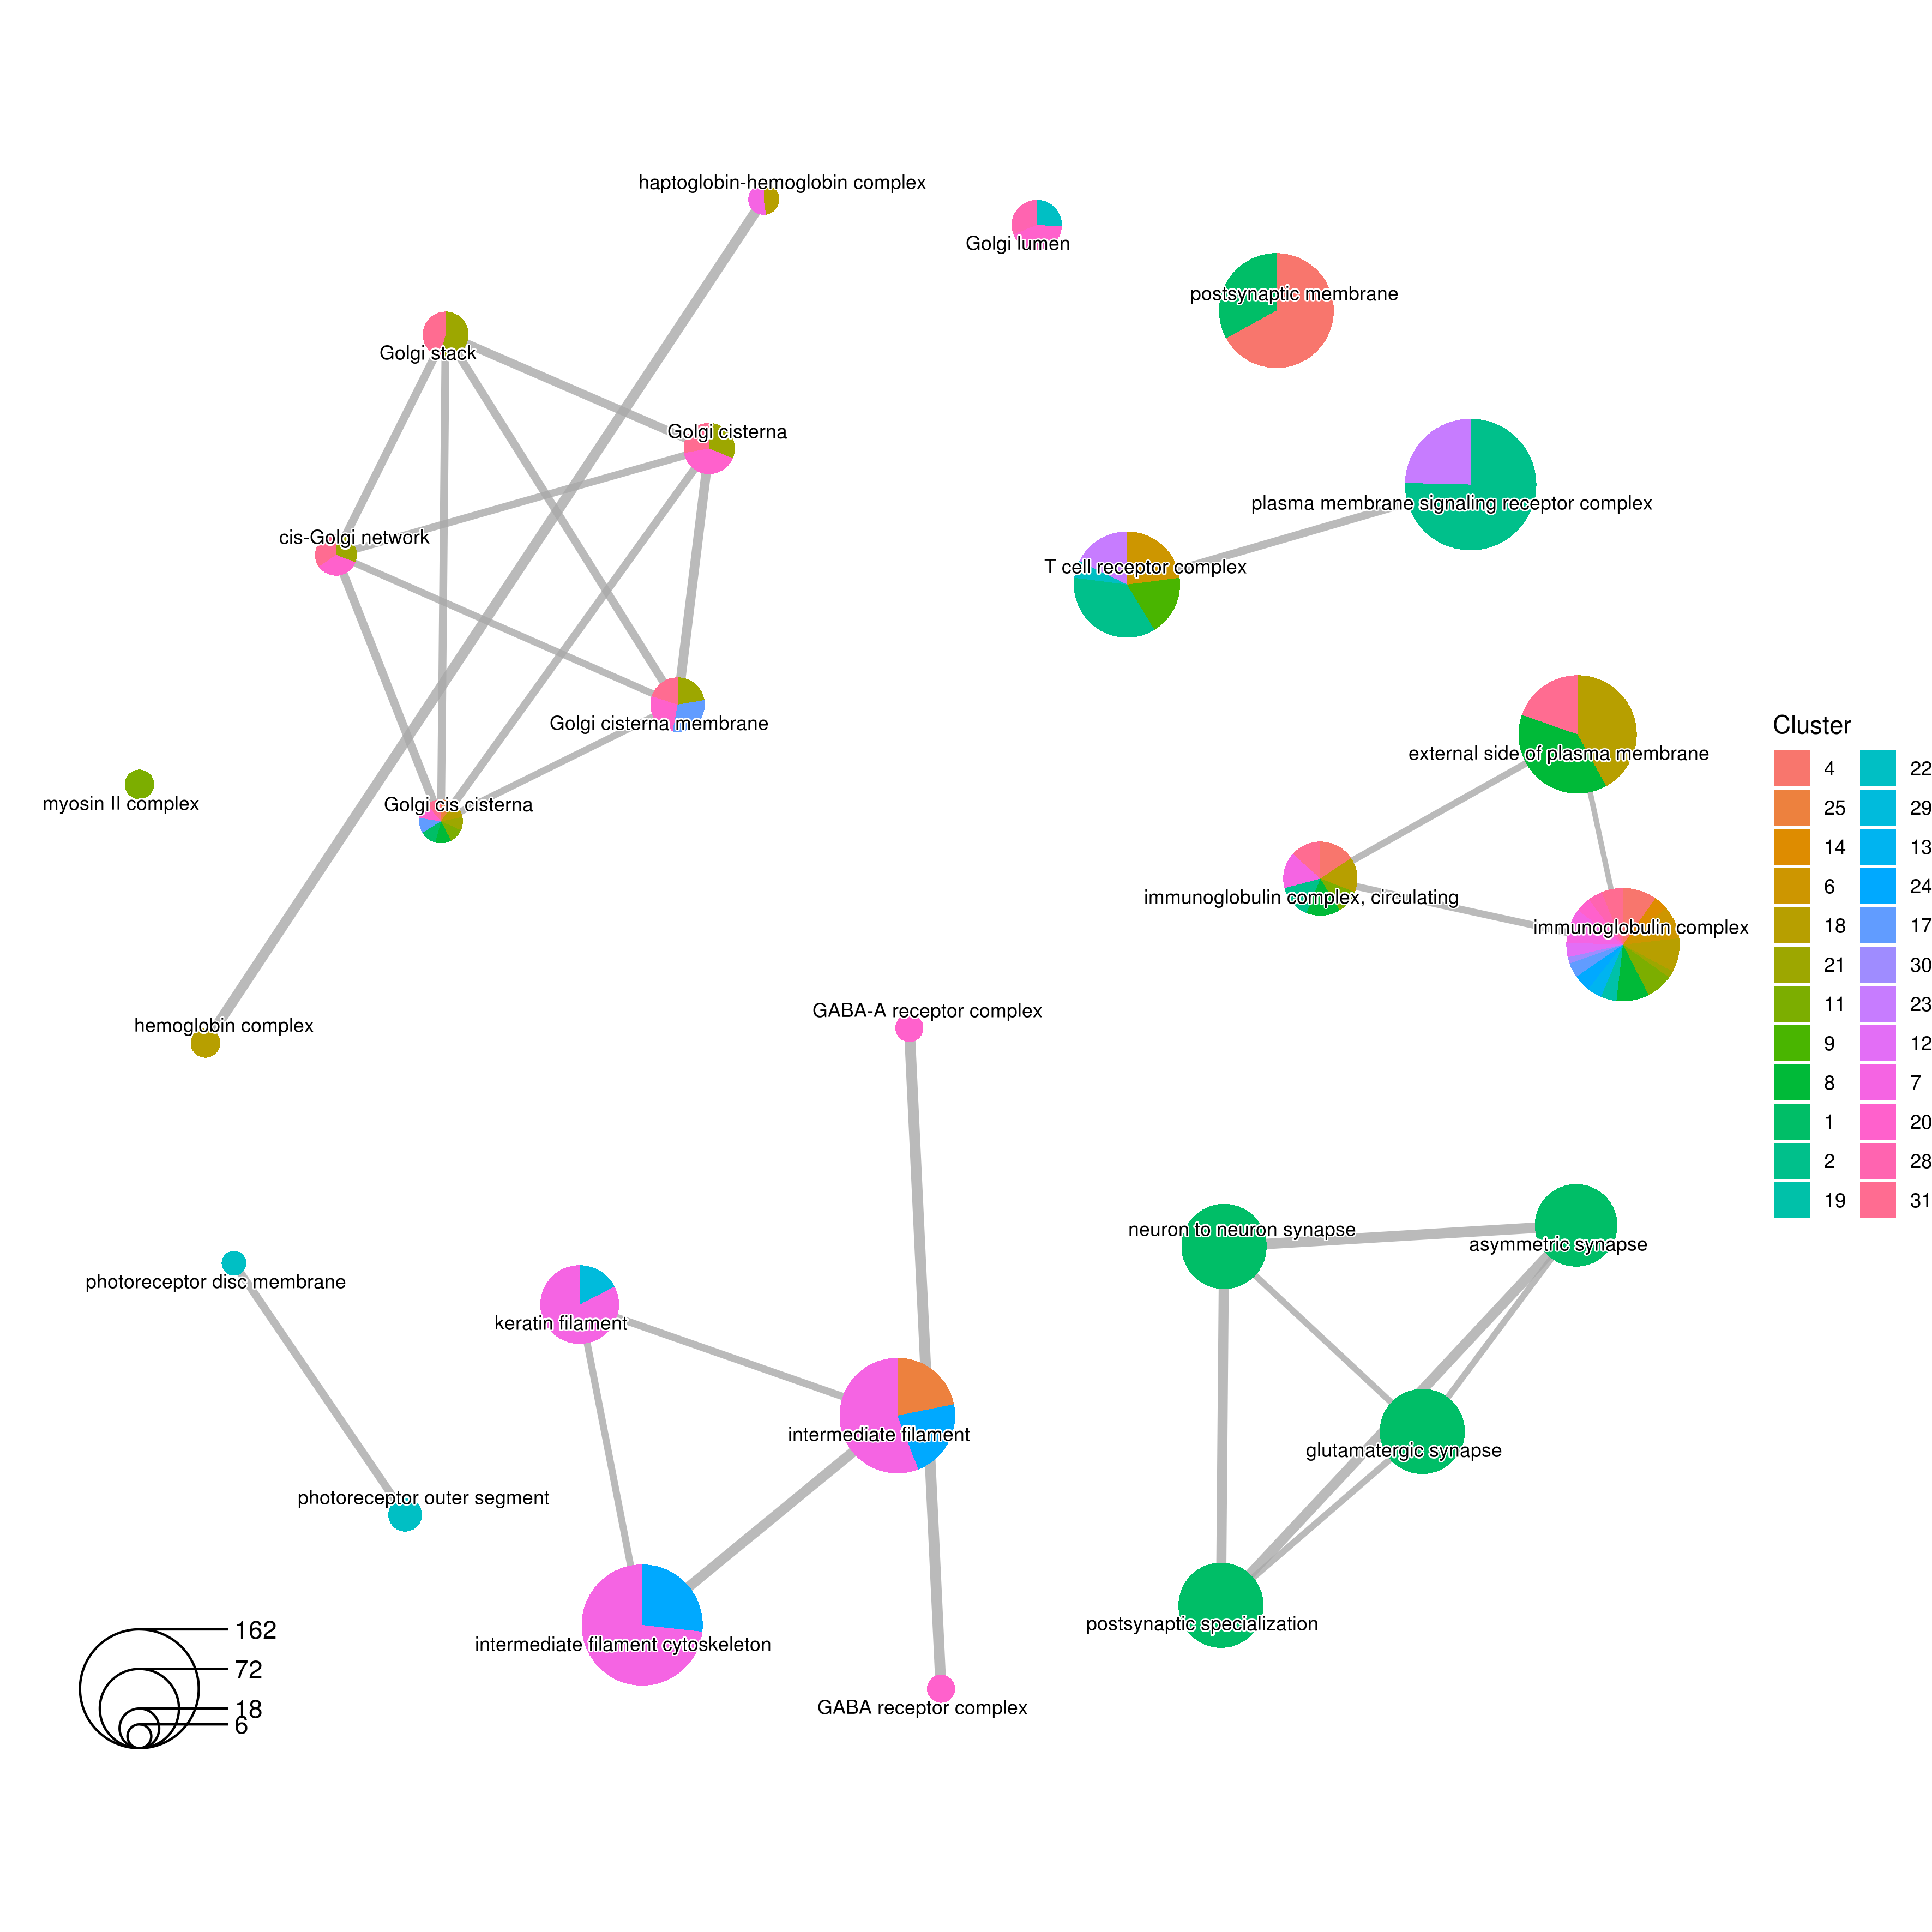 haptoglobin-hemoglobin complex
Golgi lumen
postsynaptic membrane
Golgi stack
Golgi cisterna
plasma membrane signaling receptor complex
cis-Golgi network
T cell receptor complex
Golgi cisterna membrane
external side of plasma membrane
myosin II complex
Golgi cis cisterna
immunoglobulin complex, circulating
immunoglobulin complex
hemoglobin complex
GABA-A receptor complex
neuron to neuron synapse
asymmetric synapse
photoreceptor disc membrane
keratin filament
intermediate filament
glutamatergic synapse
photoreceptor outer segment
postsynaptic specialization
intermediate filament cytoskeleton
GABA receptor complex
162
72
18
6
Cluster
4 22
25 29
14 13
6 24
18 17
21 30
11 23
9 12
8 7
1 20
2 28
19 31